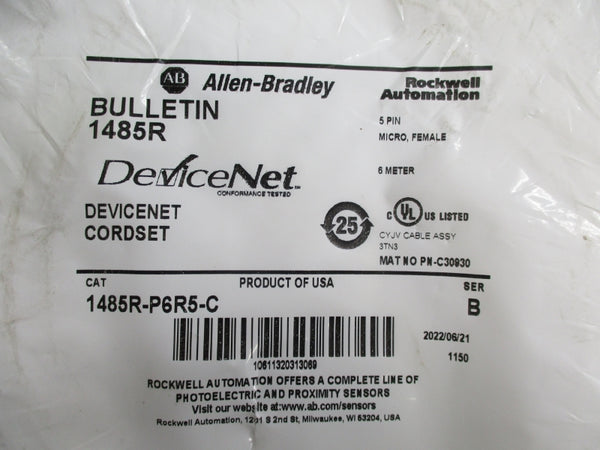 AB Allen-Bradley
Rockwell Automation
BULLETIN
1485R
5 PIN
MICRO, FEMALE
DeviceNet™
CONFORMANCE TESTED
6 METER
DEVICENET
CORDSET
25
C UL US LISTED
CYJV CABLE ASSY
3TN3
MAT NO PN-C30930
CAT
PRODUCT OF USA
SER
1485R-P6R5-C
B
2022/06/21
1150
10611320313069
ROCKWELL AUTOMATION OFFERS A COMPLETE LINE OF
PHOTOELECTRIC AND PROXIMITY SENSORS
Visit our website at:www.ab.com/sensors
Rockwell Automation, 1201 S 2nd St, Milwaukee, WI 53204, USA